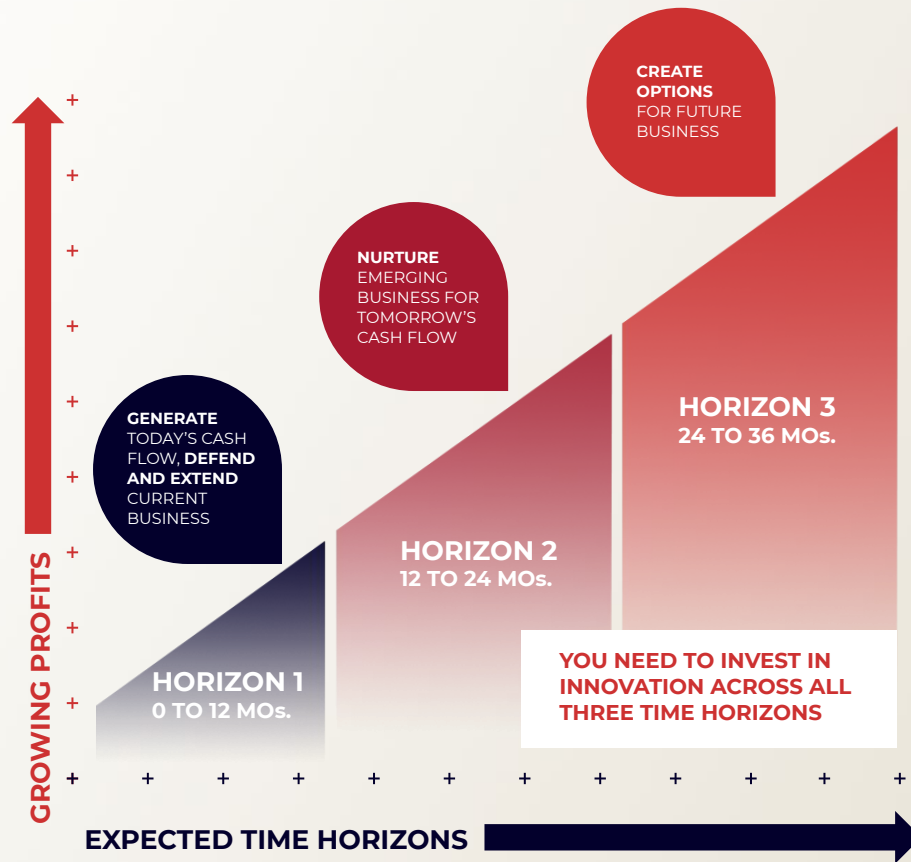 CREATE
OPTIONS
FOR FUTURE
BUSINESS
NURTURE
EMERGING
BUSINESS FOR
TOMORROW'S
CASH FLOW
GENERATE
TODAY'S CASH
FLOW, DEFEND
AND EXTEND
CURRENT
BUSINESS
HORIZON 3
24 TO 36 MOs.
HORIZON 2
12 TO 24 MOs.
HORIZON 1
0 TO 12 MOs.
YOU NEED TO INVEST IN
INNOVATION ACROSS ALL
THREE TIME HORIZONS
GROWING PROFITS
EXPECTED TIME HORIZONS